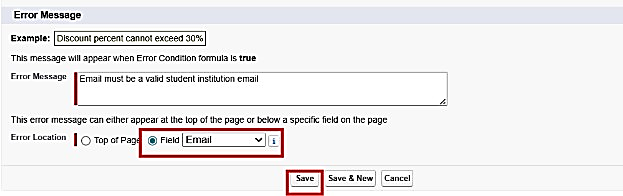 Error Message
Example: Discount percent cannot exceed 30%
This message will appear when Error Condition formula is true
Error Message Email must be a valid student institution email
This error message can either appear at the top of the page or below a specific field on the page
Error Location Top of Page Field Email i
Save Save & New Cancel